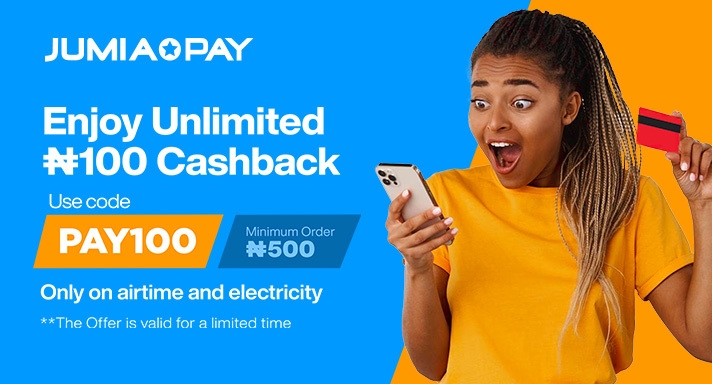 JUMIA PAY
Enjoy Unlimited
₦100 Cashback
Use code
PAY100
Minimum Order
₦500
Only on airtime and electricity
**The Offer is valid for a limited time